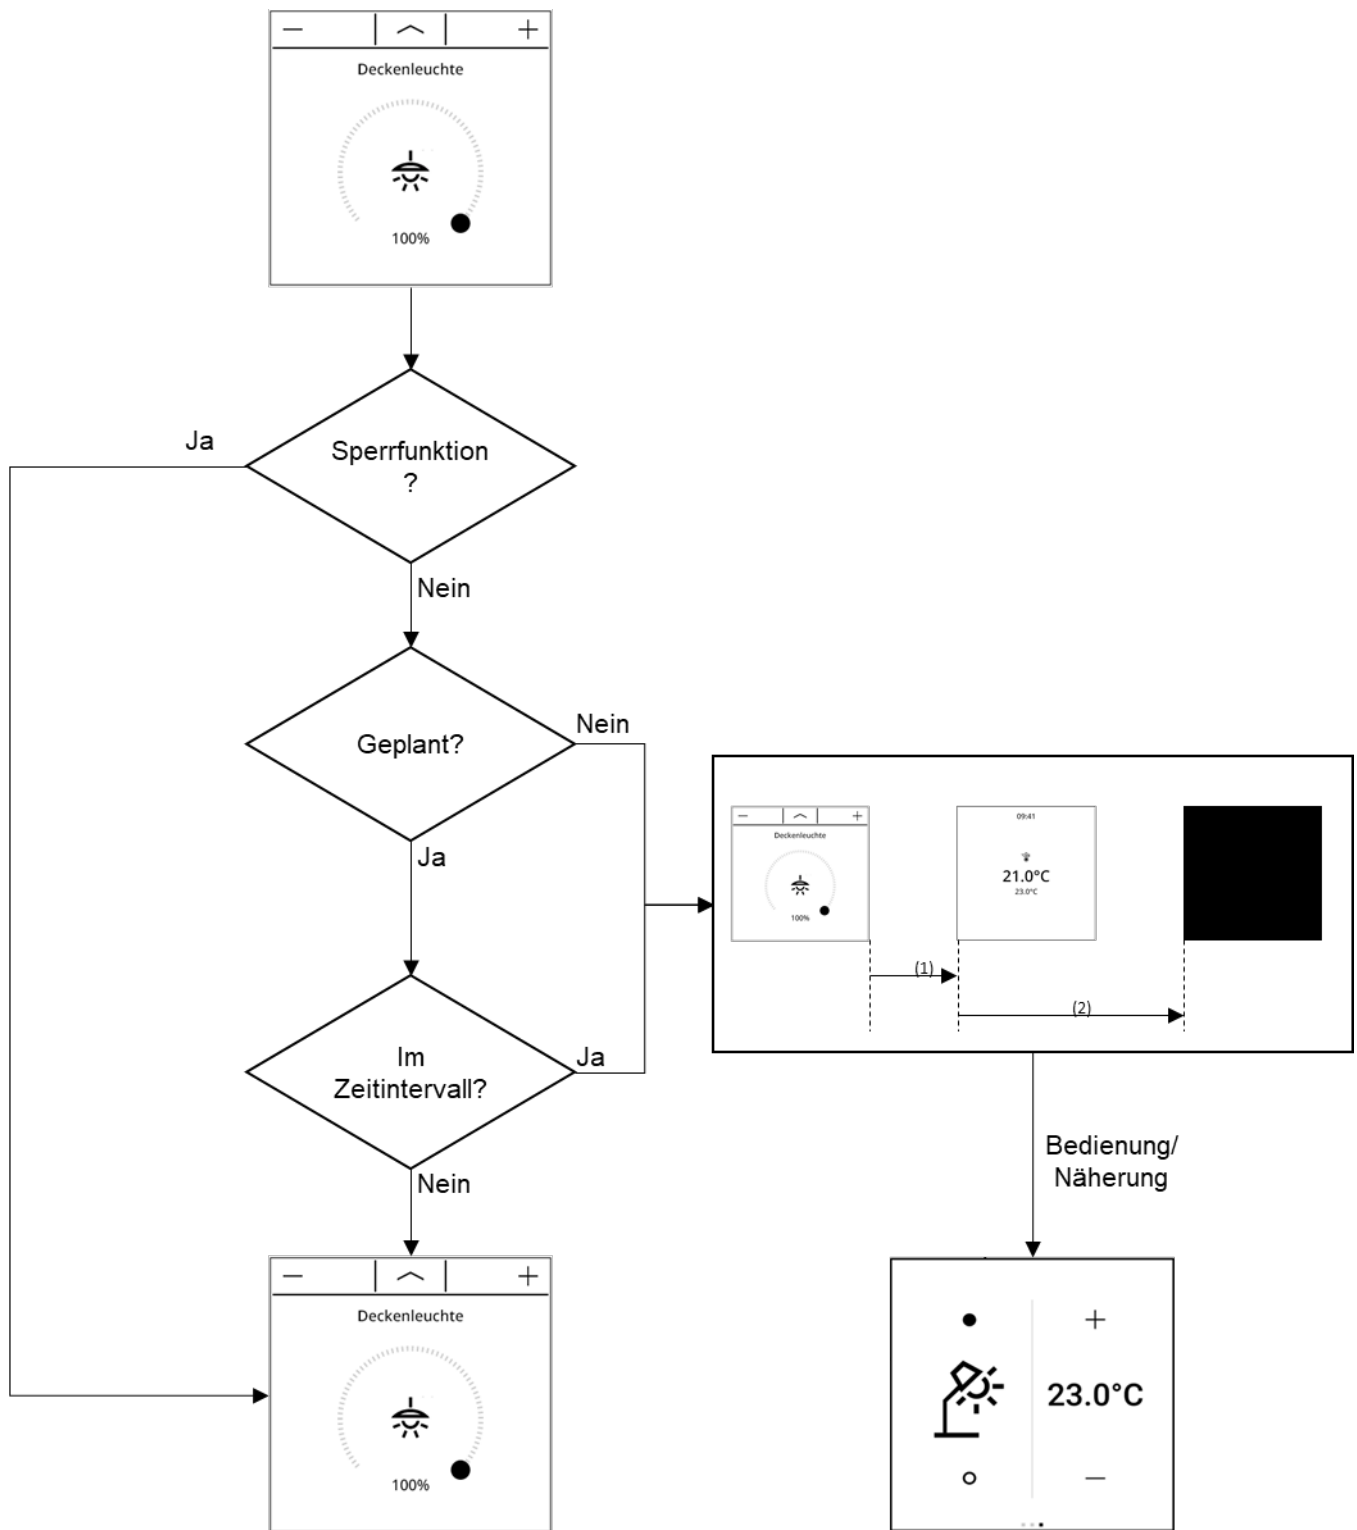 Deckenleuchte
100%
Ja
Sperrfunktion
?
Nein
Geplant?
Nein
Ja
Deckenleuchte
100%
09:41
21.0°C
23.0°C
(1)
(2)
Im
Zeitintervall?
Ja
Nein
Bedienung/
Näherung
Deckenleuchte
100%
23.0°C